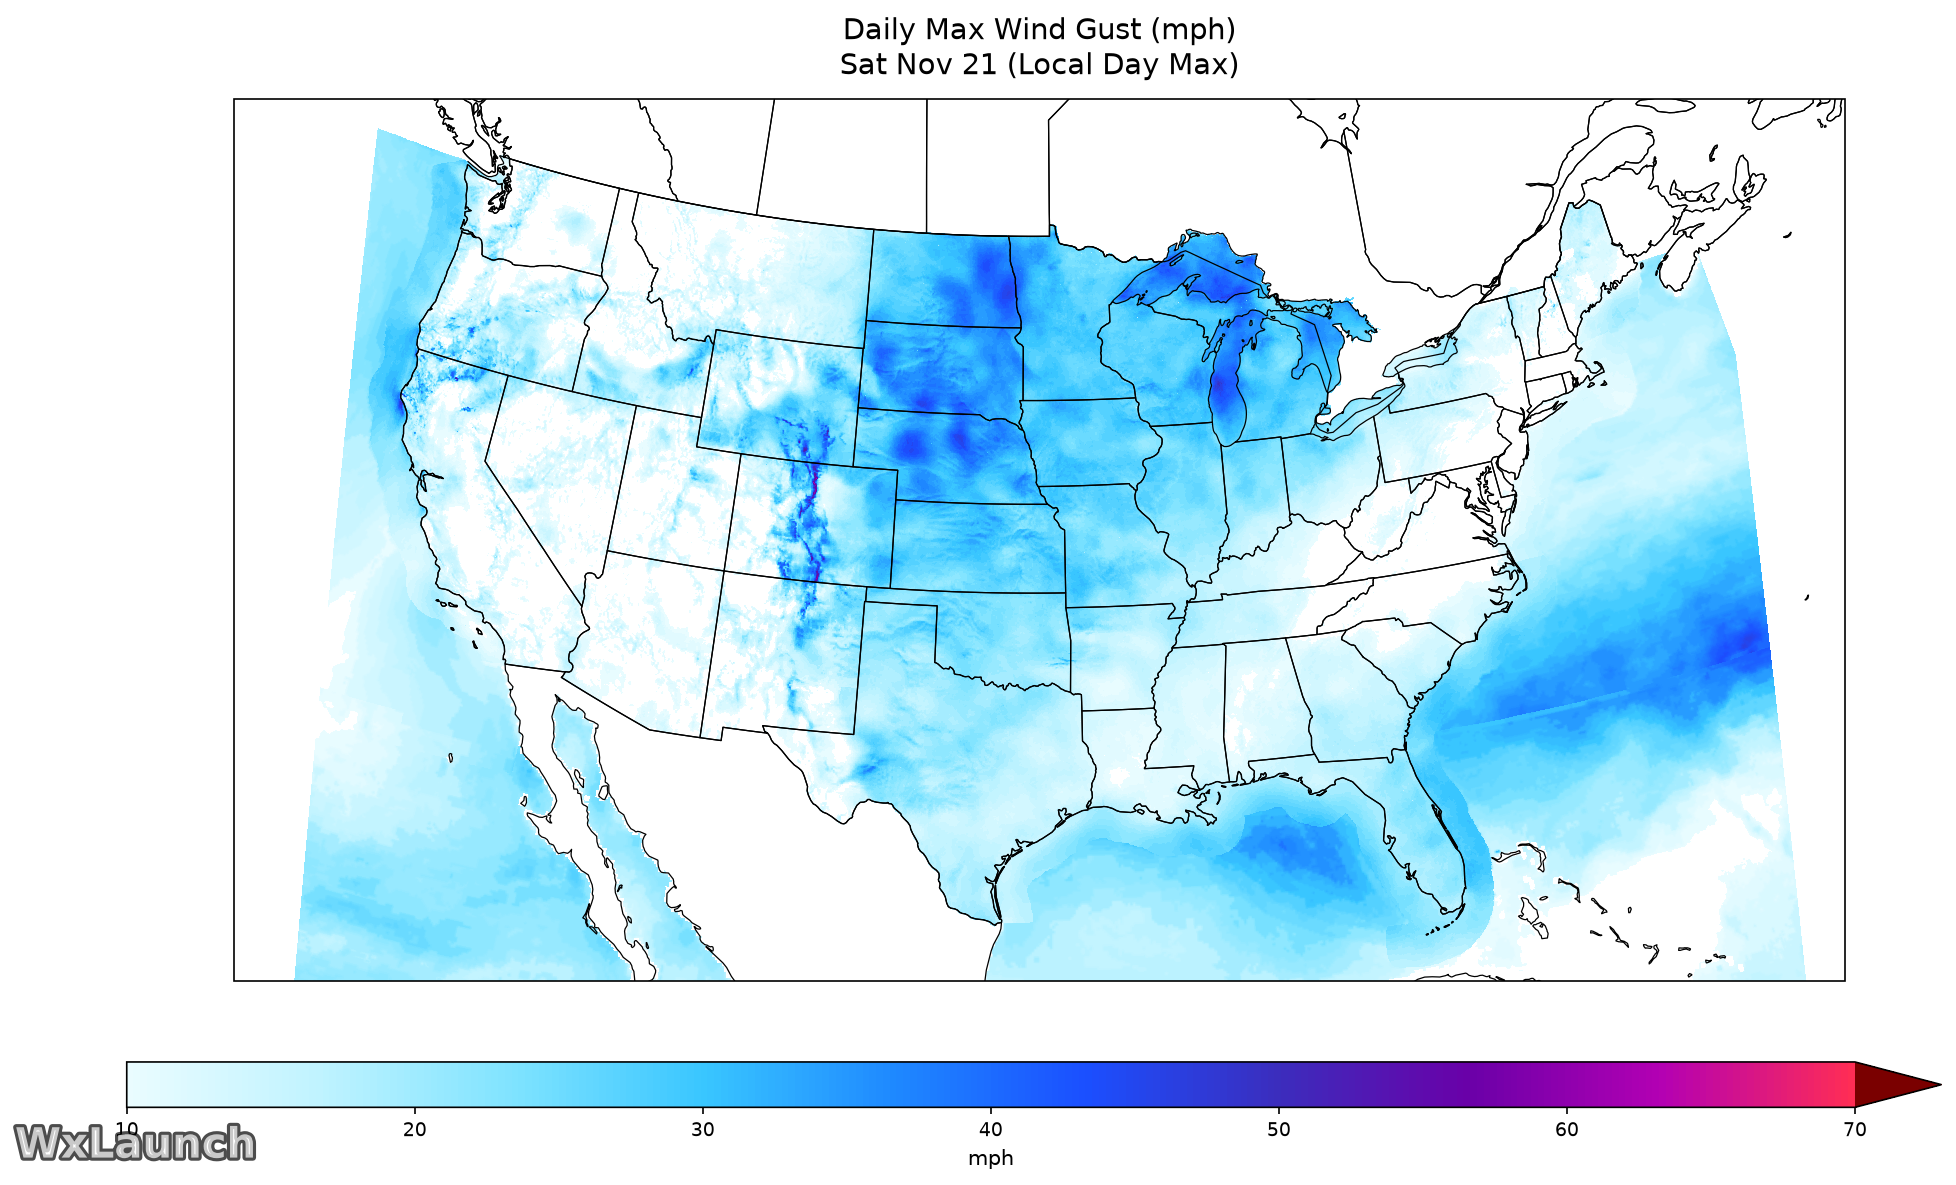 Daily Max Wind Gust (mph)
Sat Nov 21 (Local Day Max)
10 20 30 40 50 60 70
mph
WxLaunch